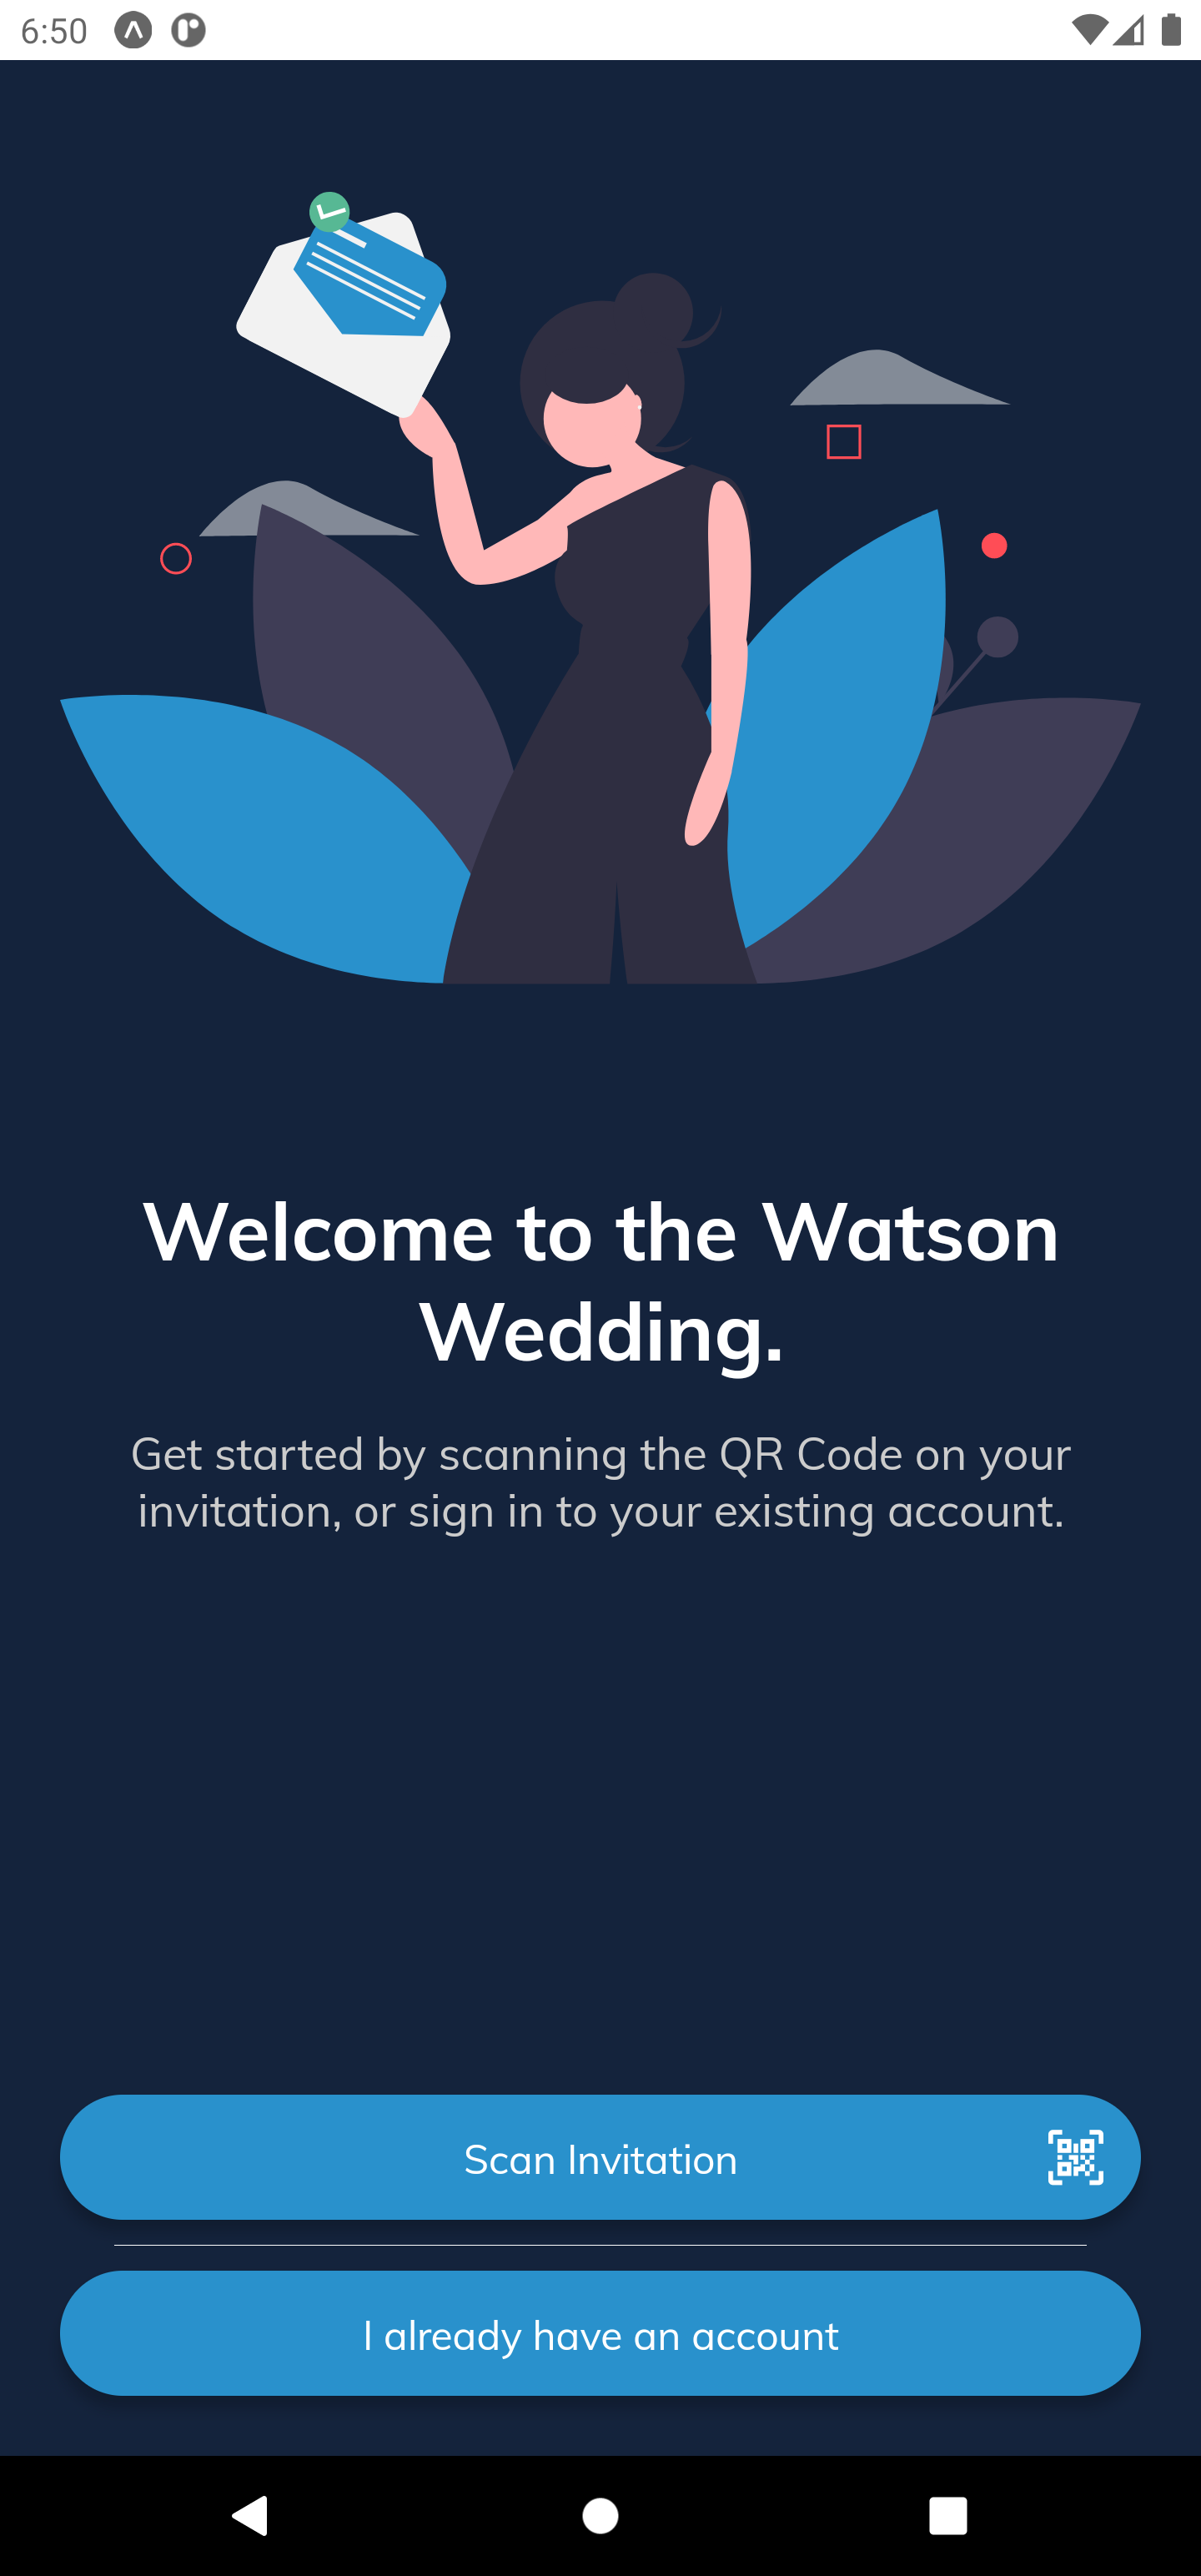 6:50
Welcome to the Watson
Wedding.
Get started by scanning the QR Code on your
invitation, or sign in to your existing account.
Scan Invitation
I already have an account